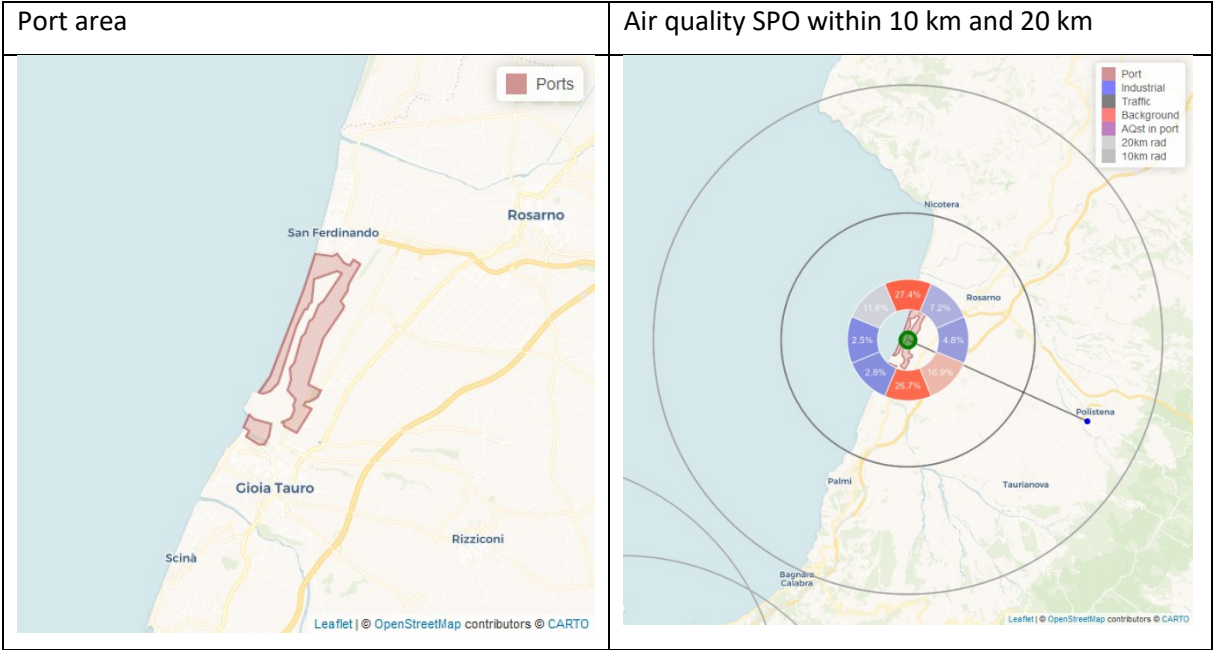 Port area
Air quality SPO within 10 km and 20 km
Ports
Rosarno
San Ferdinando
Gioia Tauro
Rizziconi
Scinà
Leaflet | © OpenStreetMap contributors © CARTO
Port
Industrial
Traffic
Background
AQst in port
20km rad
10km rad
Nicotera
Rosarno
27.4%
11.6%
7.2%
2.5%
4.8%
2.8%
16.9%
26.7%
Polistena
Palmi
Taurianova
Bagnara
Calabra
Leaflet | © OpenStreetMap contributors © CARTO